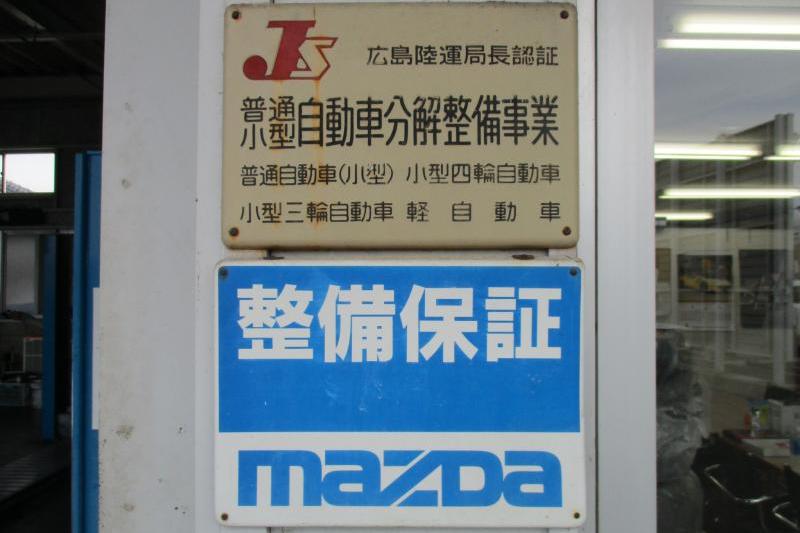 JS 広島陸運局長認証
普通小型自動車分解整備事業
普通自動車(小型) 小型四輪自動車
小型三輪自動車 軽自動車
整備保証
mazda